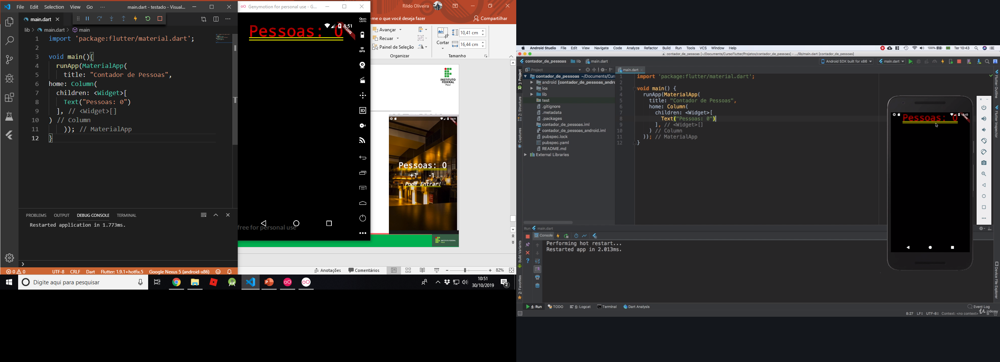 File Edit Selection View Go ··· main.dart - testado - Visual...
main.dart
lib > main.dart > main
1 import 'package:flutter/material.dart';
2
3 void main(){
4 runApp(MaterialApp(
5 title: "Contador de Pessoas",
6 home: Column(
7 children: <Widget>[
8 Text("Pessoas: 0")
9 ], // <Widget>[]
10 ) // Column
11 )); // MaterialApp
12 }
PROBLEMS OUTPUT DEBUG CONSOLE TERMINAL
Restarted application in 1.773ms.
0 0 UTF-8 CRLF Dart Flutter: 1.9.1+hotfix.5 Google Nexus 5 (android-x86)
Genymotion for personal use - G...
Open
GAPPS
8:51
DEBUG
Pessoas: 0
GPS
ID
free for personal use
Rildo Oliveira
-me o que você deseja fazer
Compartilhar
Avançar
Recuar
Painel de Seleção
Organizar
Cortar
10,41 cm
16,44 cm
Tamanho
INSTITUTO
FEDERAL
Piauí
Pessoas: 0
+1 -1
Pode Entrar!
INSTITUTO FEDERAL
PIAUÍ
Anotações Comentários 82%
Digite aqui para pesquisar
10:51
30/10/2019
2
Android Studio File Edit View Navigate Code Analyze Refactor Build Run Tools VCS Window Help
100% Ter 10:43
contador_de_pessoas [~/Documents/CursoFlutter/Projetos/contador_de_pessoas] - .../lib/main.dart [contador_de_pessoas]
contador_de_pessoas lib main.dart
Android SDK built for x86 main.dart
Project
main.dart
1: Project
Z: Structure
Captures
Build Variants
2: Favorites
contador_de_pessoas ~/Documents/Curs
android [contador_de_pessoas_andro
ios
lib
test
.gitignore
.metadata
.packages
contador_de_pessoas.iml
contador_de_pessoas_android.iml
pubspec.lock
pubspec.yaml
README.md
External Libraries
1 import 'package:flutter/material.dart';
2
3 void main() {
4 runApp(MaterialApp(
5 title: "Contador de Pessoas",
6 home: Column(
7 children: <Widget>[
8 Text("Pessoas: 0")
9 ], // <Widget>[]
10 ) // Column
11 )); // MaterialApp
12 }
Pessoas: 0
Flutter Outline
Flutter Inspector
Device File Explorer
Run main.dart
Console
Performing hot restart...
Restarted app in 2.013ms.
4: Run TODO 6: Logcat Terminal Dart Analysis
Event Log
8:27 LF UTF-8 Context: <no context>
Udemy